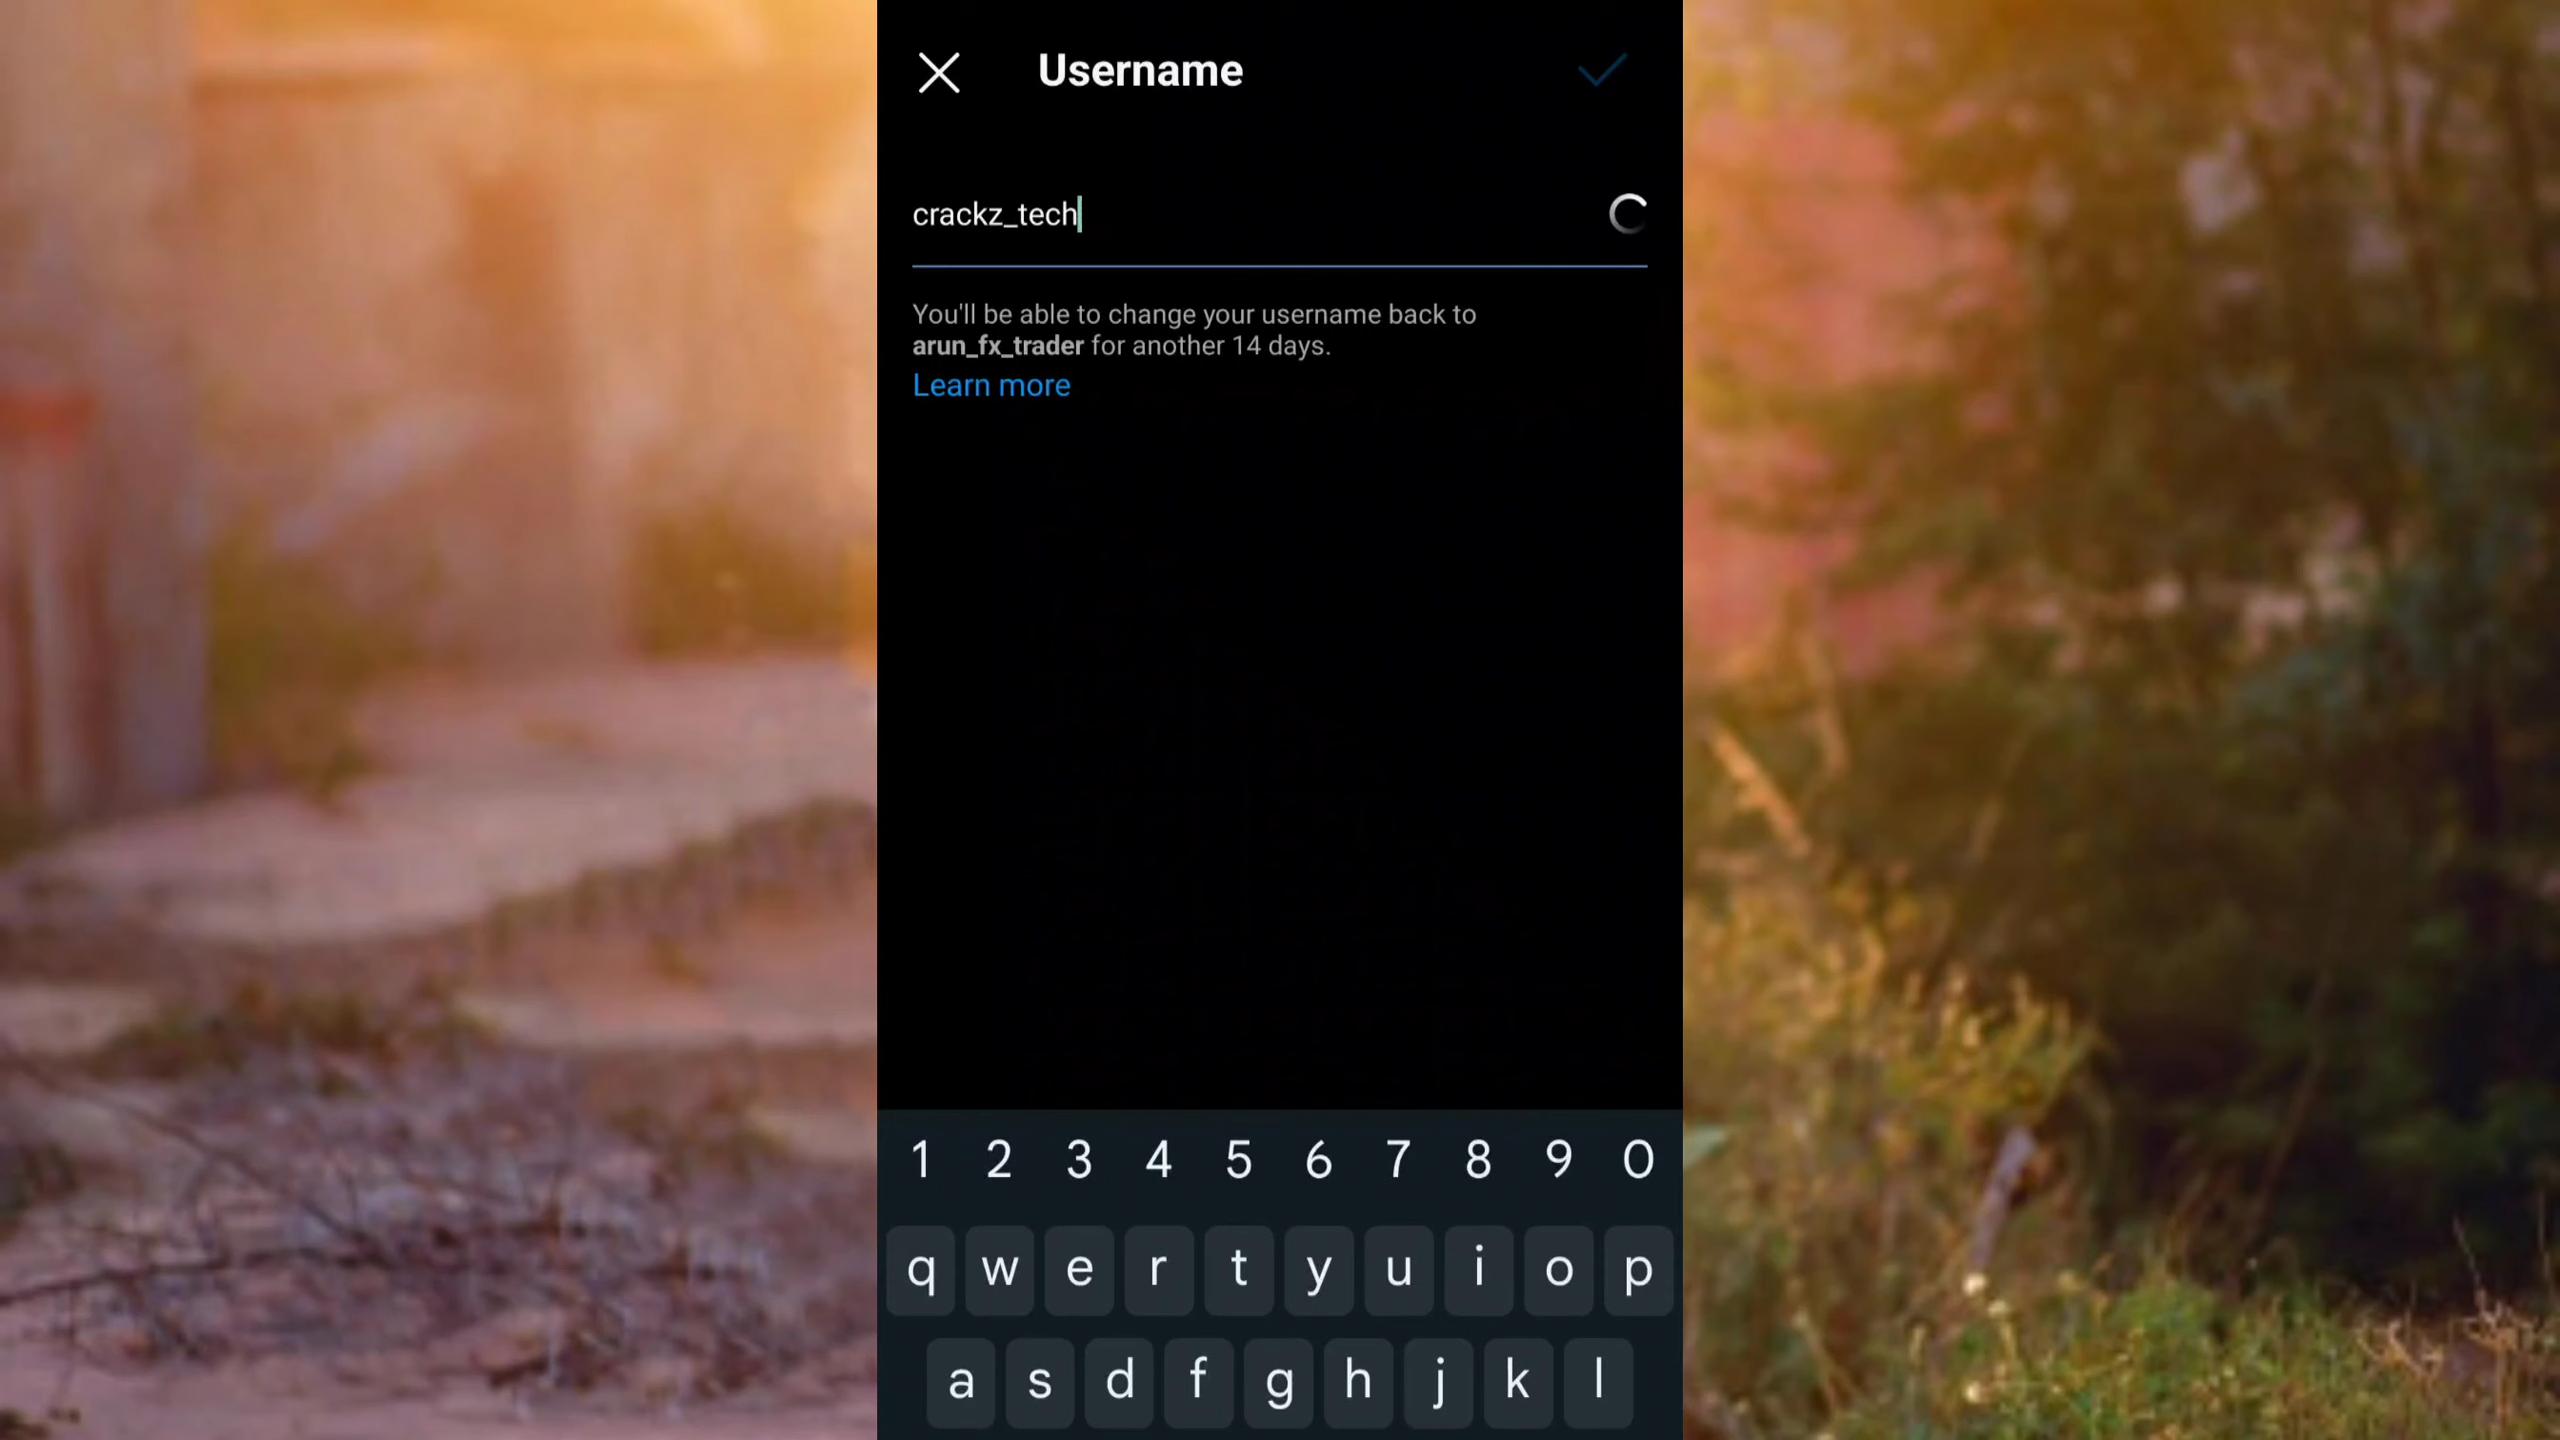 Username
crackz_tech
You'll be able to change your username back to
arun_fx_trader for another 14 days.
Learn more
1 2 3 4 5 6 7 8 9 0
q w e r t y u i o p
a s d f g h j k l